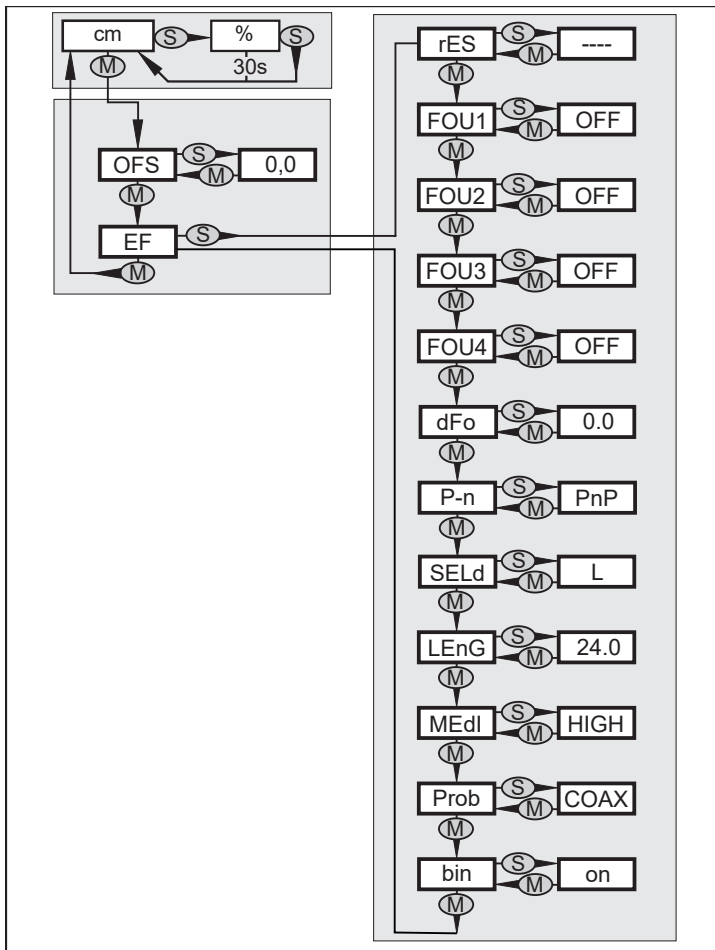 cm S % S
30s
M
OFS S 0,0
M
M
EF S
M
rES S ----
M
M
FOU1 S OFF
M
M
FOU2 S OFF
M
M
FOU3 S OFF
M
M
FOU4 S OFF
M
M
dFo S 0.0
M
M
P-n S PnP
M
M
SELd S L
M
M
LEnG S 24.0
M
M
MEdI S HIGH
M
M
Prob S COAX
M
M
bin S on
M
M